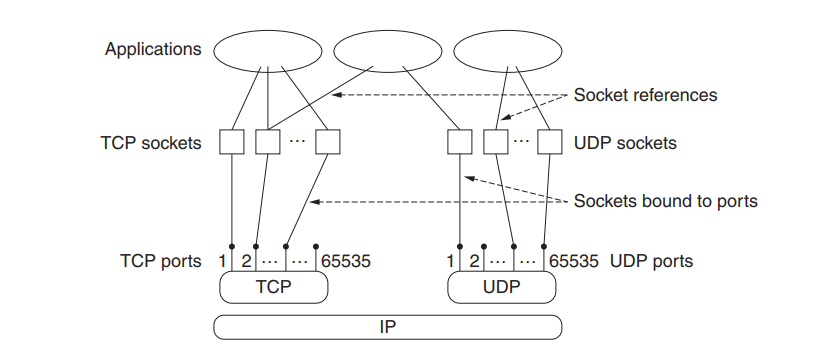 Applications
Socket references
TCP sockets ... ... UDP sockets
Sockets bound to ports
TCP ports 1 2 ... ... 65535 1 2 ... ... 65535 UDP ports
TCP UDP
IP